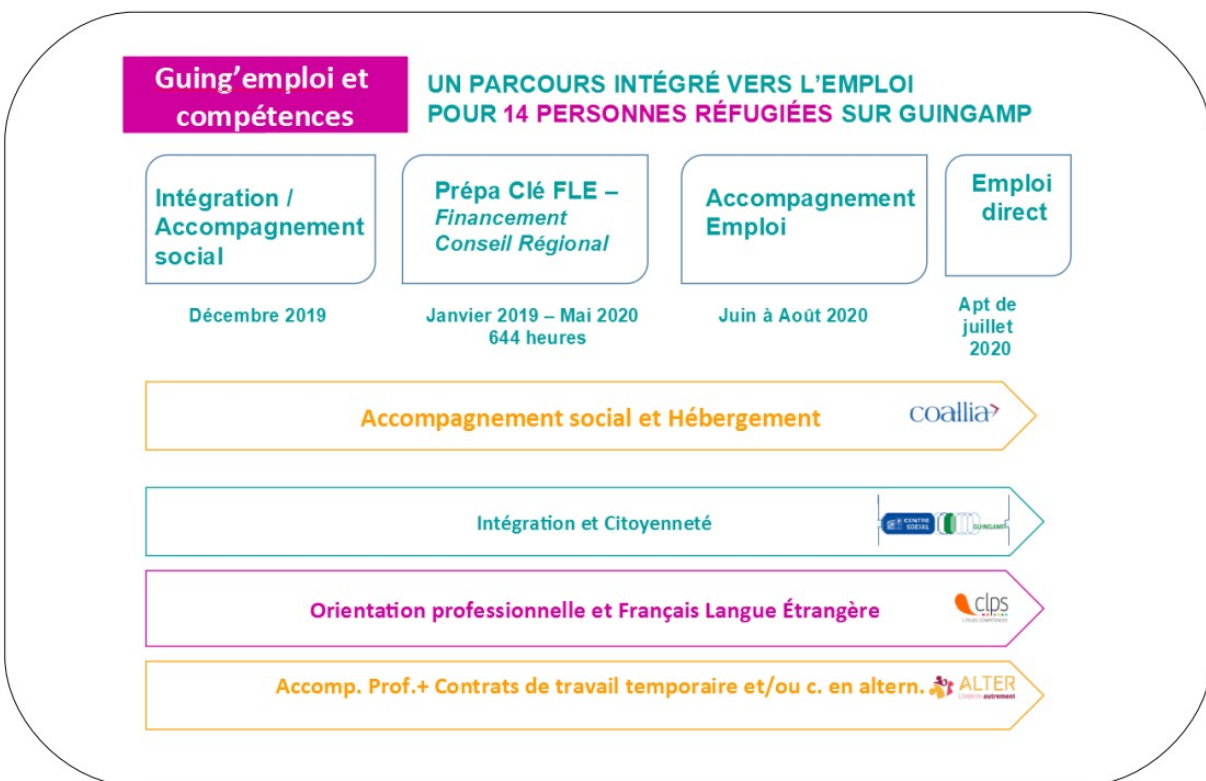 Guing'emploi et
compétences
UN PARCOURS INTÉGRÉ VERS L'EMPLOI
POUR 14 PERSONNES RÉFUGIÉES SUR GUINGAMP
Intégration /
Accompagnement
social
Prépa Clé FLE –
Financement
Conseil Régional
Accompagnement
Emploi
Emploi
direct
Décembre 2019
Janvier 2019 – Mai 2020
644 heures
Juin à Août 2020
Apt de
juillet
2020
Accompagnement social et Hébergement
coallia
Intégration et Citoyenneté
CENTRE
SOCIAL
GUINGAMP
Orientation professionnelle et Français Langue Étrangère
clps
L'ENJEU COMPÉTENCES
Accomp. Prof.+ Contrats de travail temporaire et/ou c. en altern.
ALTER
L'intérim autrement